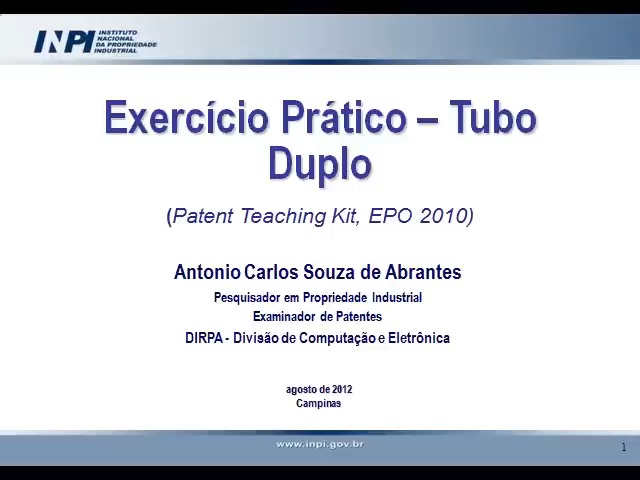 INPI INSTITUTO
NACIONAL
DA PROPRIEDADE
INDUSTRIAL
Exercício Prático – Tubo
Duplo
(Patent Teaching Kit, EPO 2010)
Antonio Carlos Souza de Abrantes
Pesquisador em Propriedade Industrial
Examinador de Patentes
DIRPA - Divisão de Computação e Eletrônica
agosto de 2012
Campinas
www.inpi.gov.br
1